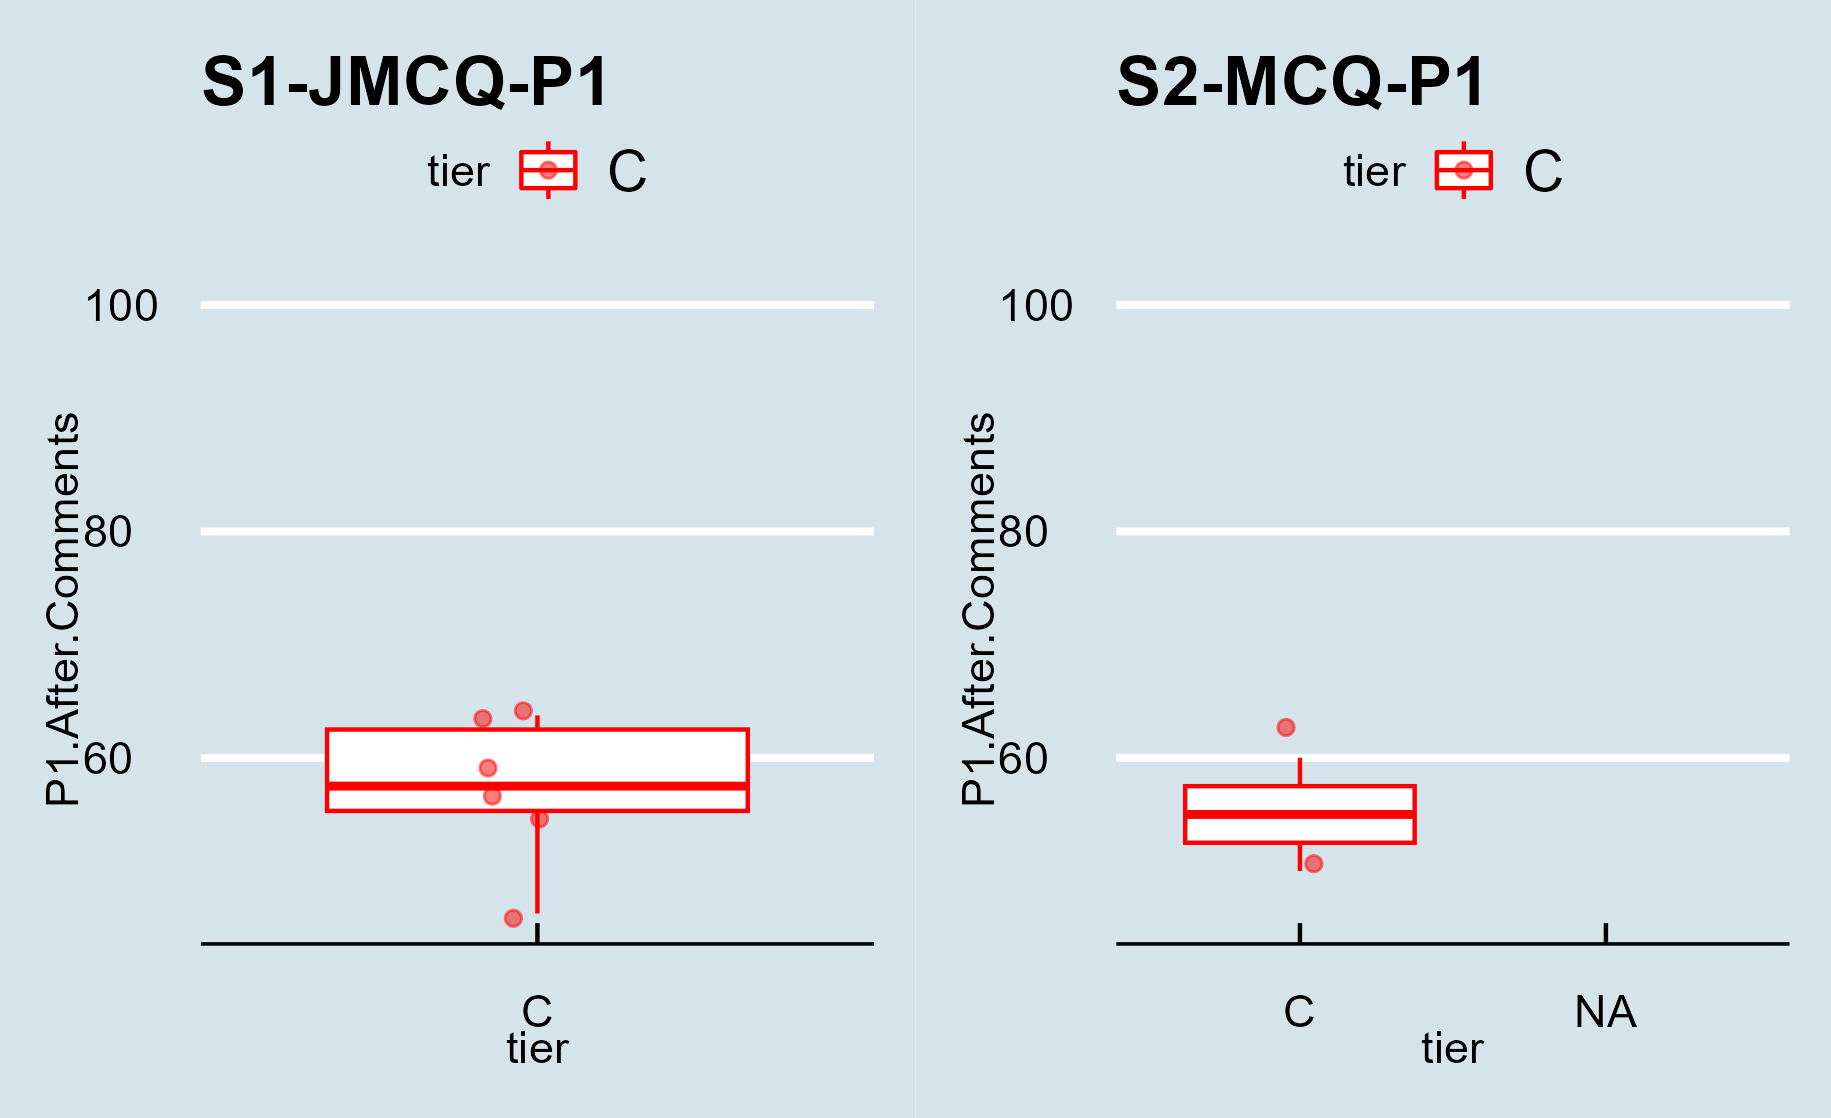 S1-JMCQ-P1
tier C
100
80
60
P1.After.Comments
C
tier
S2-MCQ-P1
tier C
100
80
60
P1.After.Comments
C NA
tier